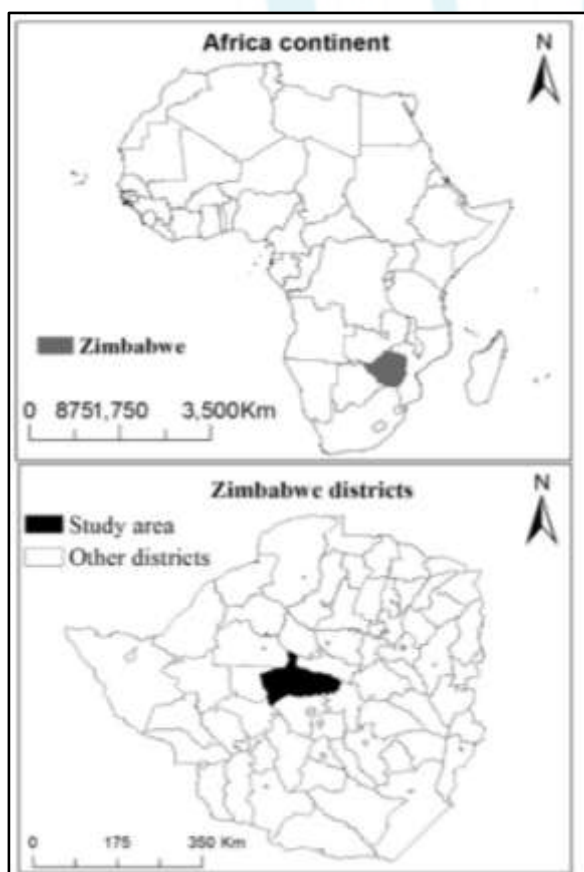 Africa continent
N
Zimbabwe
0 8751,750 3,500Km
Zimbabwe districts
N
Study area
Other districts
0 175 350 Km